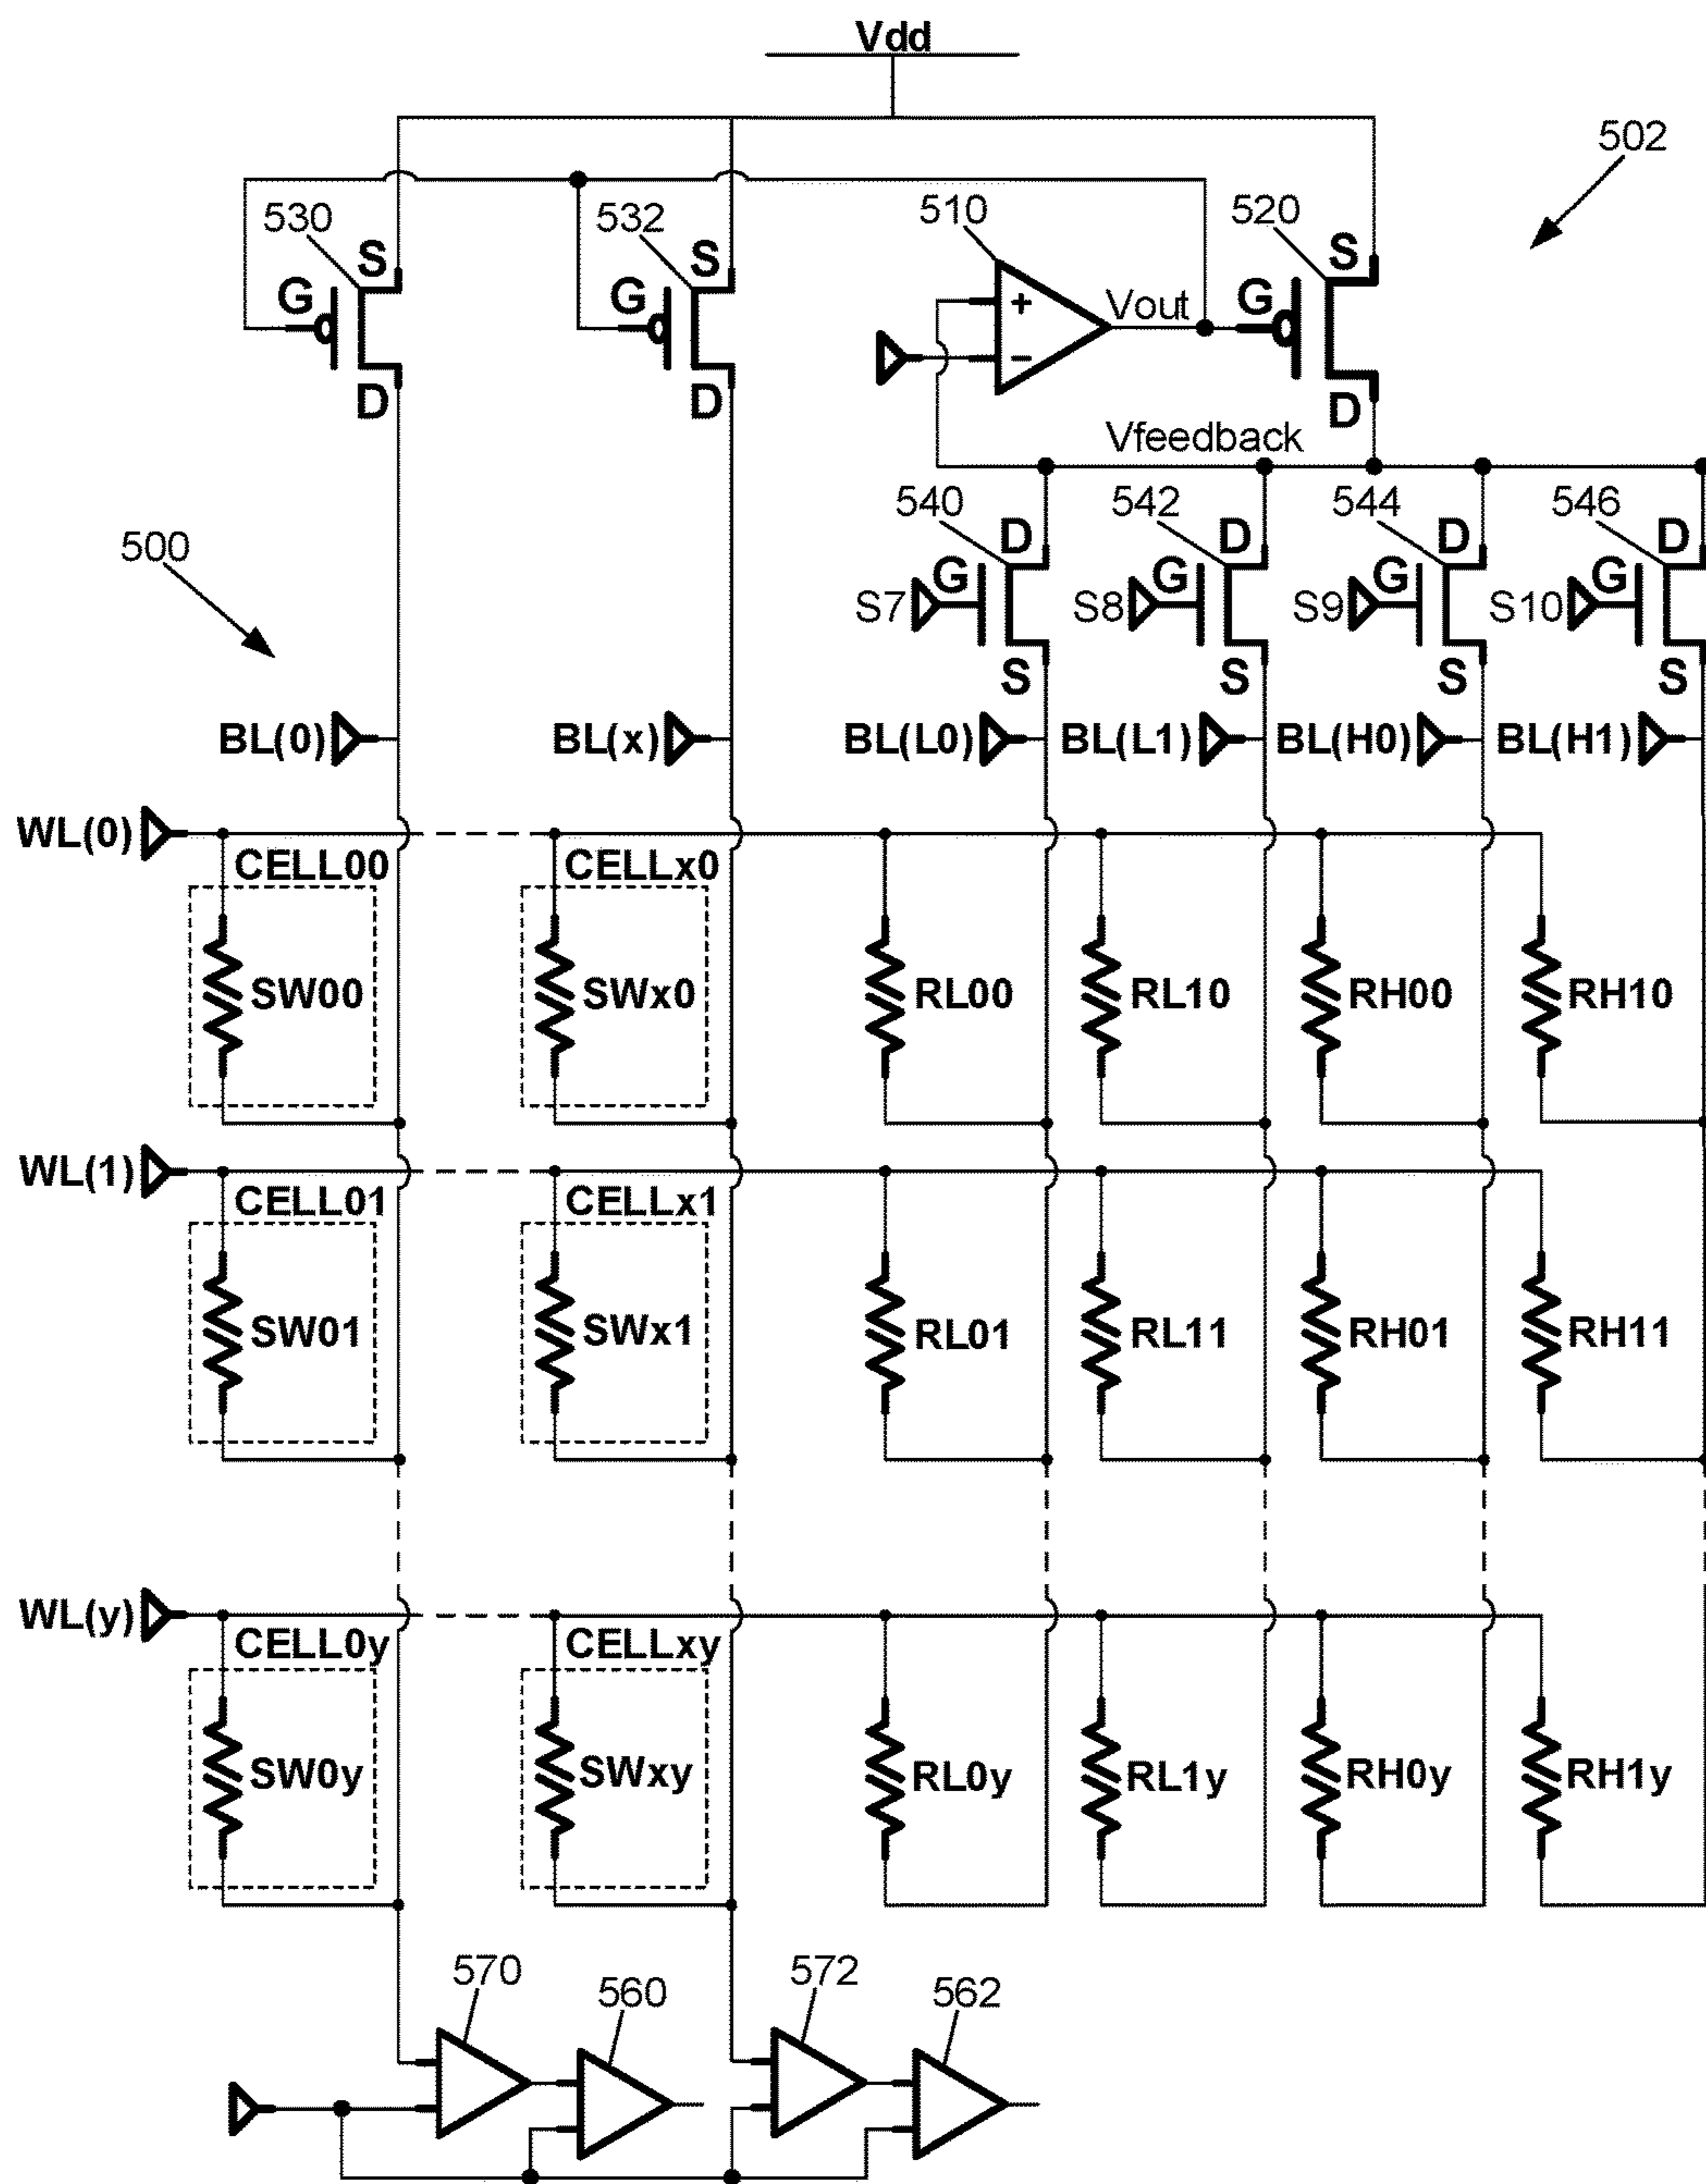 Vdd
502
530
532
510
520
S
S
S
G
G
+
Vout
G
−
D
D
D
Vfeedback
540
542
544
546
500
D
D
D
D
G
G
G
G
S7
S8
S9
S10
S
S
S
S
BL(0)
BL(x)
BL(L0)
BL(L1)
BL(H0)
BL(H1)
WL(0)
CELL00
CELLx0
SW00
SWx0
RL00
RL10
RH00
RH10
WL(1)
CELL01
CELLx1
SW01
SWx1
RL01
RL11
RH01
RH11
WL(y)
CELL0y
CELLxy
SW0y
SWxy
RL0y
RL1y
RH0y
RH1y
570
560
572
562